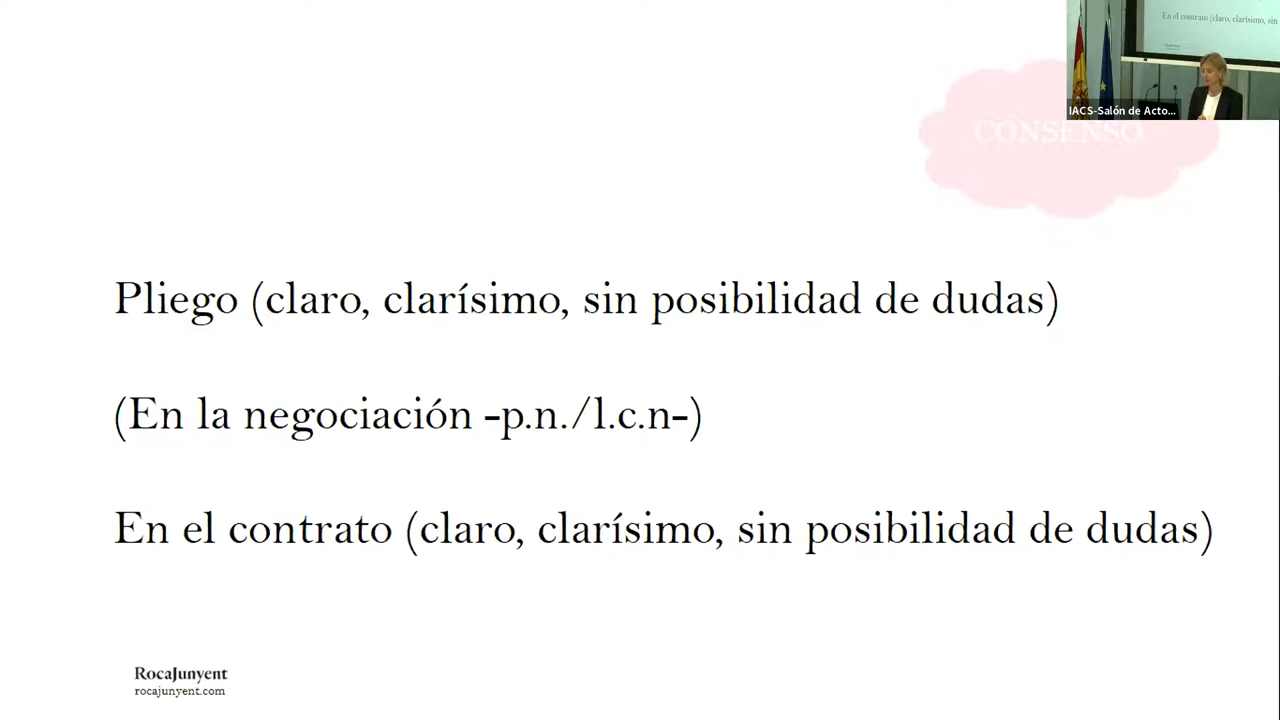 En el contrato (claro, clarísimo, sin
IACS-Salón de Acto...
CONSENSO
Pliego (claro, clarísimo, sin posibilidad de dudas)
(En la negociación -p.n./l.c.n-)
En el contrato (claro, clarísimo, sin posibilidad de dudas)
RocaJunyent
rocajunyent.com